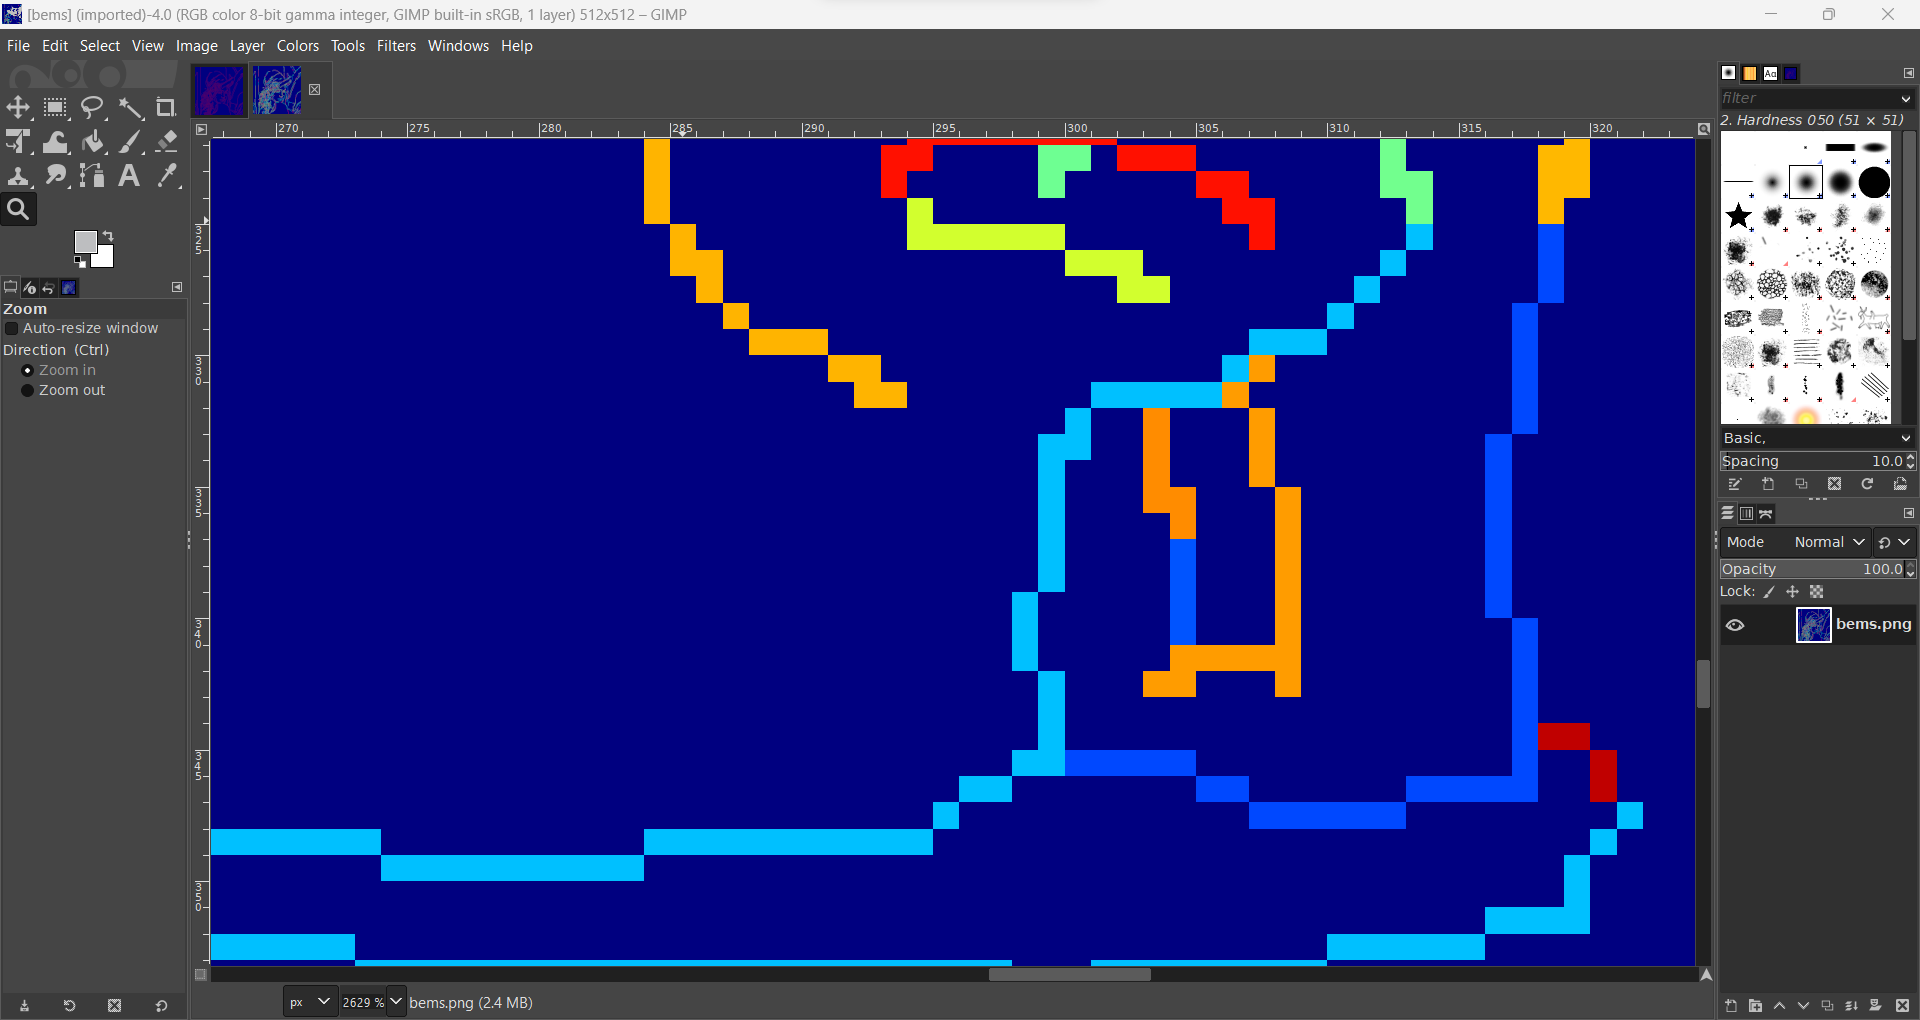 [bems] (imported)-4.0 (RGB color 8-bit gamma integer, GIMP built-in sRGB, 1 layer) 512x512 – GIMP
File Edit Select View Image Layer Colors Tools Filters Windows Help
270 275 280 285 290 295 300 305 310 315 320
325
330
335
340
345
350
Zoom
Auto-resize window
Direction (Ctrl)
Zoom in
Zoom out
px
2629 %
bems.png (2.4 MB)
Aa
filter
2. Hardness 050 (51 × 51)
Basic,
Spacing 10.0
Mode Normal
Opacity 100.0
Lock:
bems.png